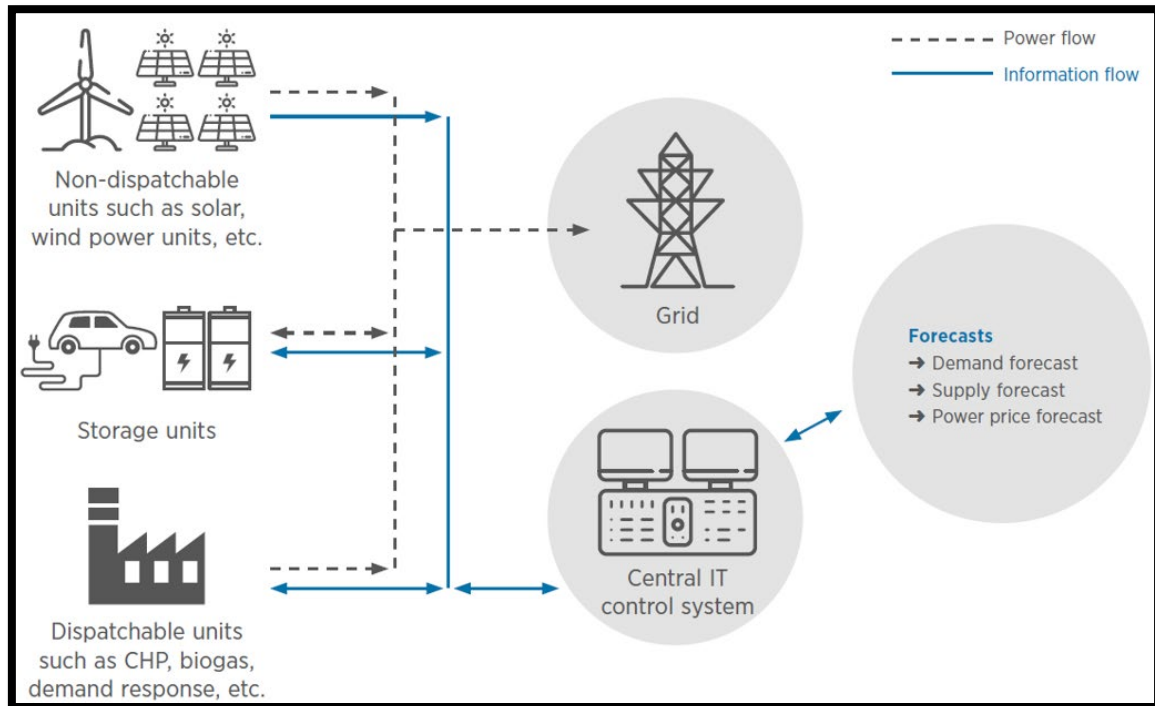 Power flow
Information flow
Non-dispatchable
units such as solar,
wind power units, etc.
Grid
Storage units
Forecasts
→ Demand forecast
→ Supply forecast
→ Power price forecast
Central IT
control system
Dispatchable units
such as CHP, biogas,
demand response, etc.